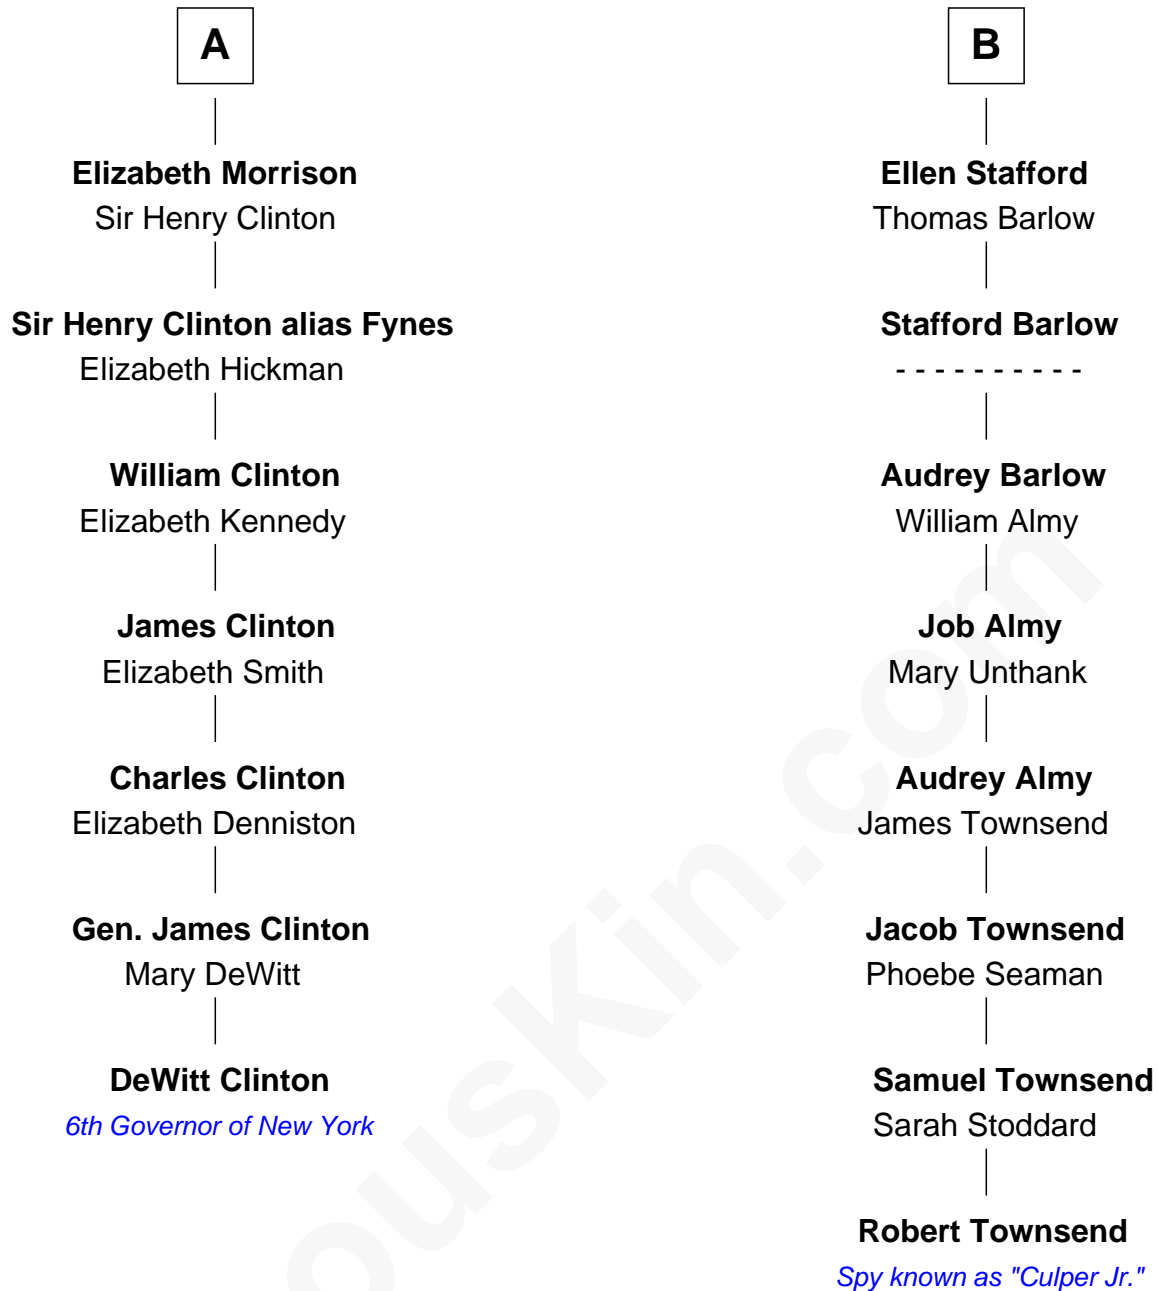 A
Elizabeth Morrison
Sir Henry Clinton
Sir Henry Clinton alias Fynes
Elizabeth Hickman
William Clinton
Elizabeth Kennedy
James Clinton
Elizabeth Smith
Charles Clinton
Elizabeth Denniston
Gen. James Clinton
Mary DeWitt
DeWitt Clinton
6th Governor of New York
B
Ellen Stafford
Thomas Barlow
Stafford Barlow
- - - - - - - - - -
Audrey Barlow
William Almy
Job Almy
Mary Unthank
Audrey Almy
James Townsend
Jacob Townsend
Phoebe Seaman
Samuel Townsend
Sarah Stoddard
Robert Townsend
Spy known as "Culper Jr."
ousKin.com